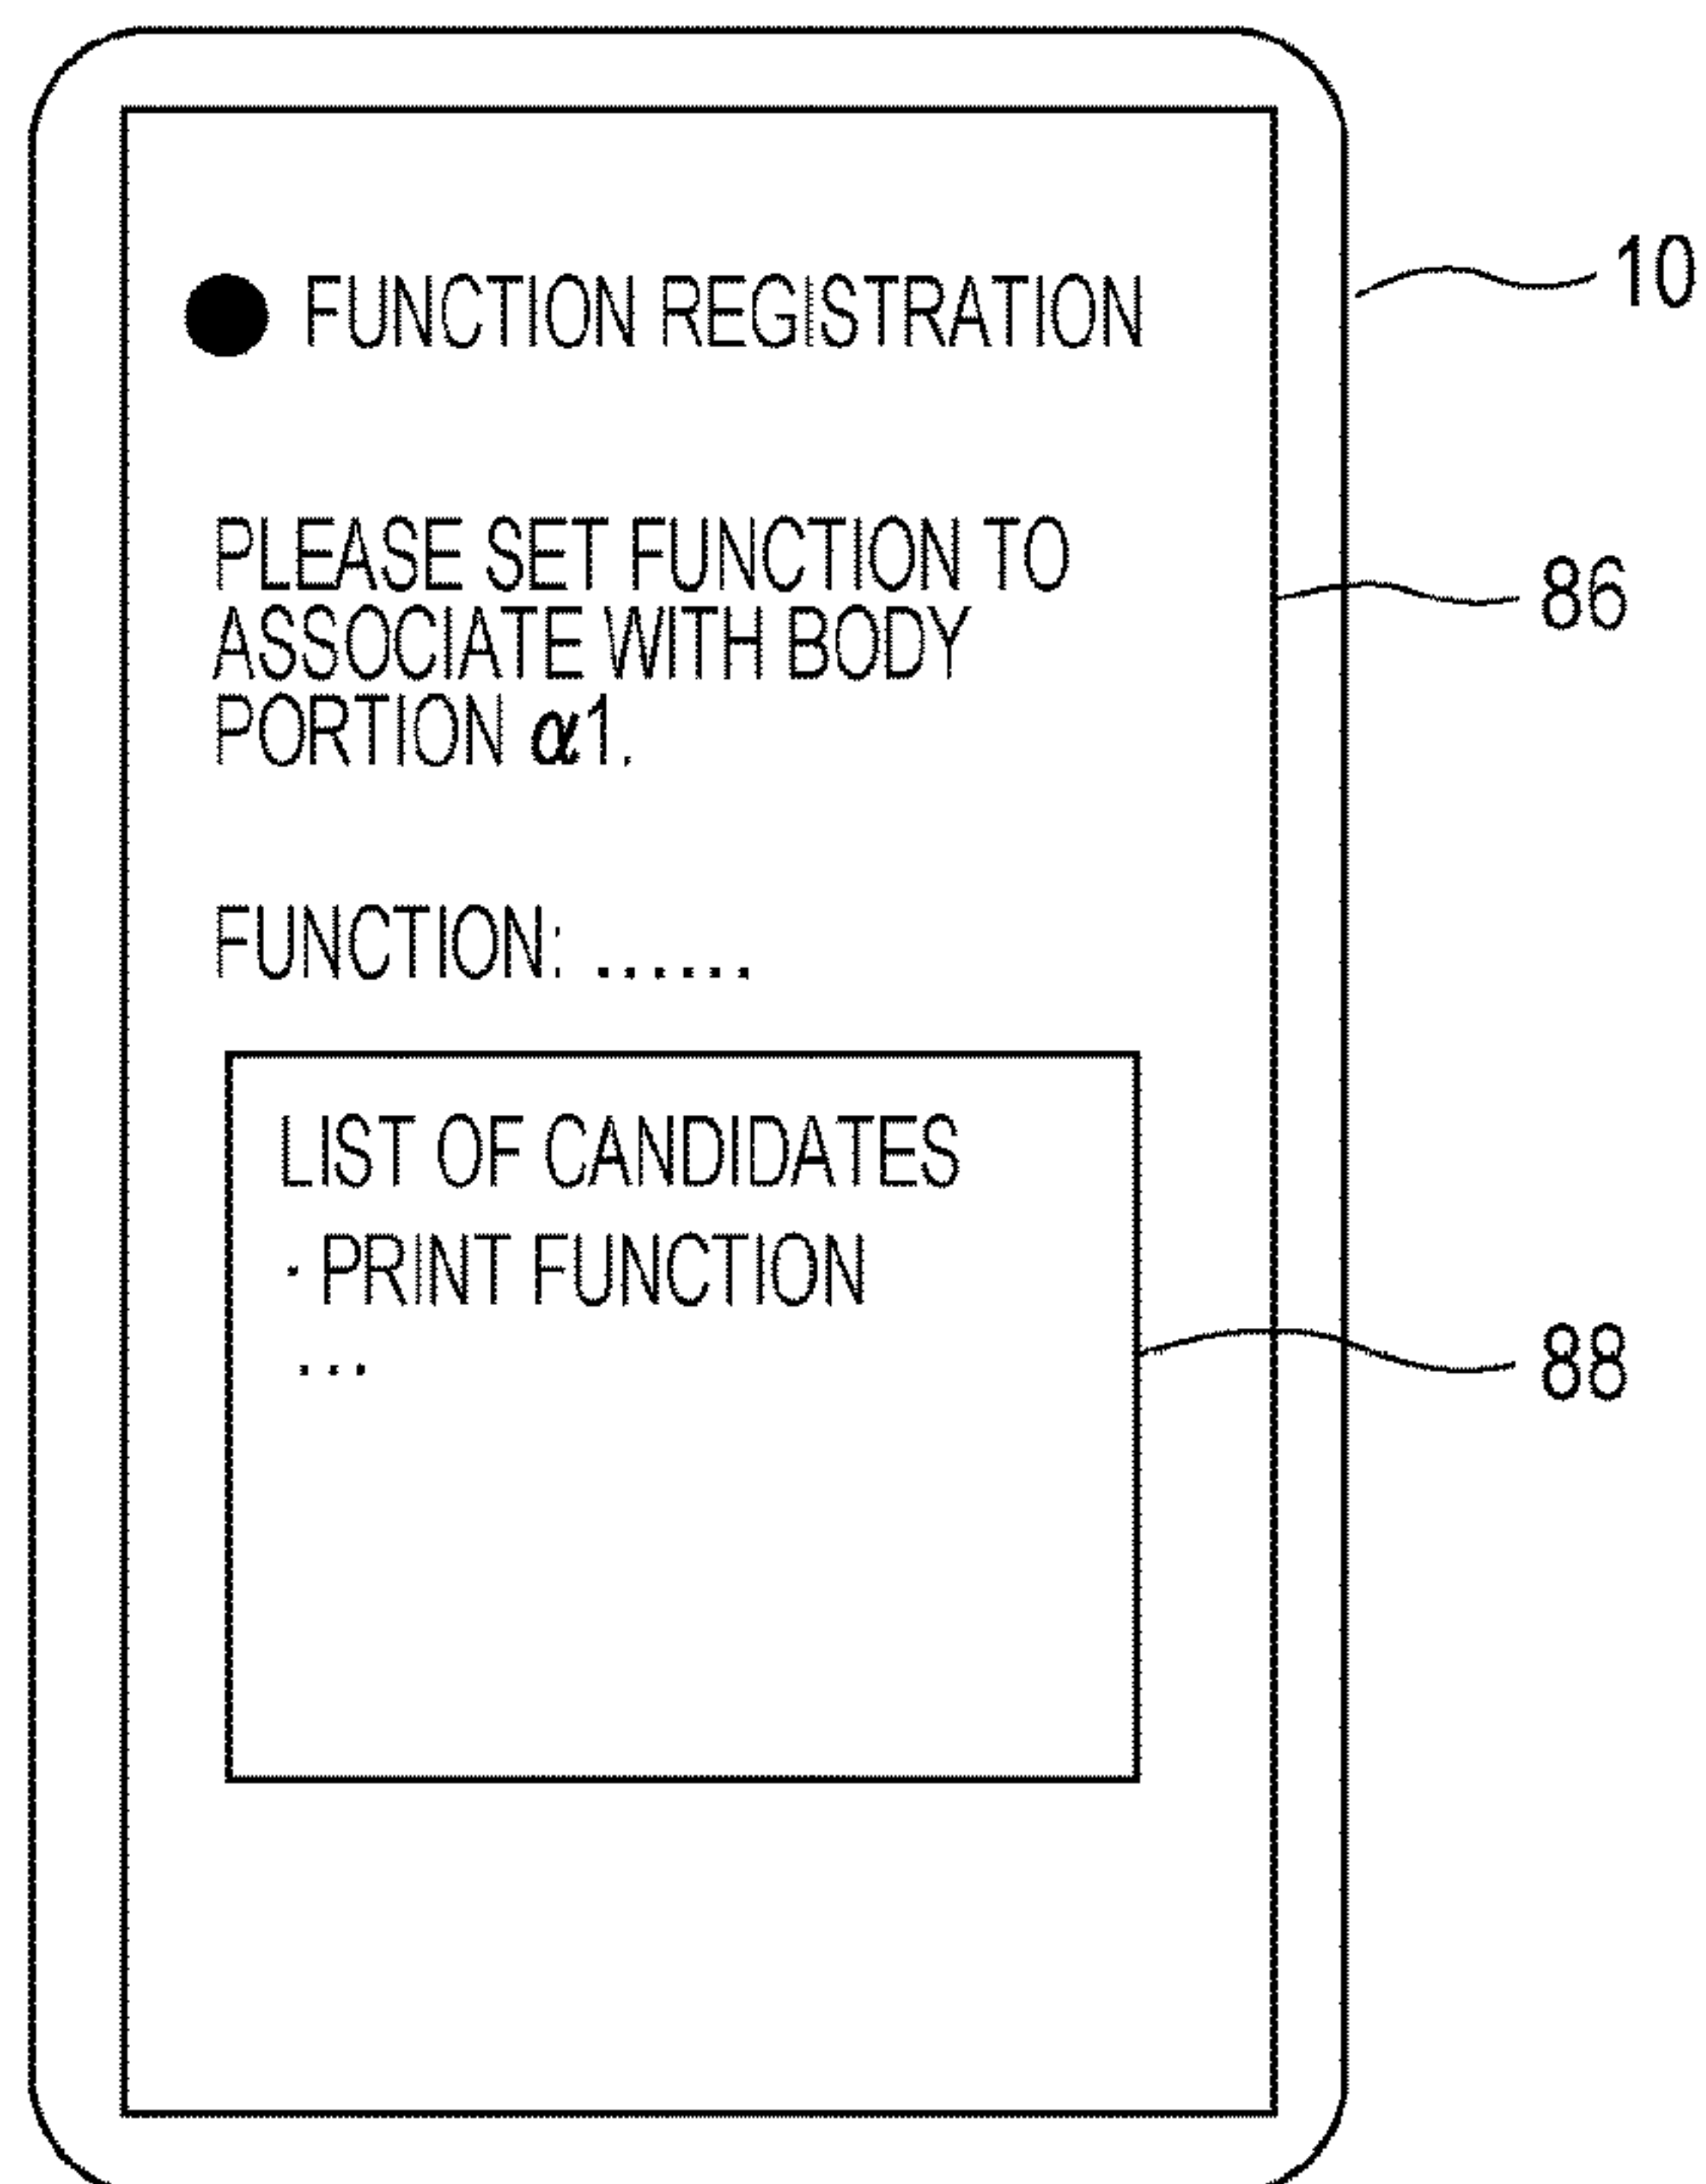 ● FUNCTION REGISTRATION
10
PLEASE SET FUNCTION TO
ASSOCIATE WITH BODY
PORTION α1.
86
FUNCTION: ......
LIST OF CANDIDATES
· PRINT FUNCTION
...
88